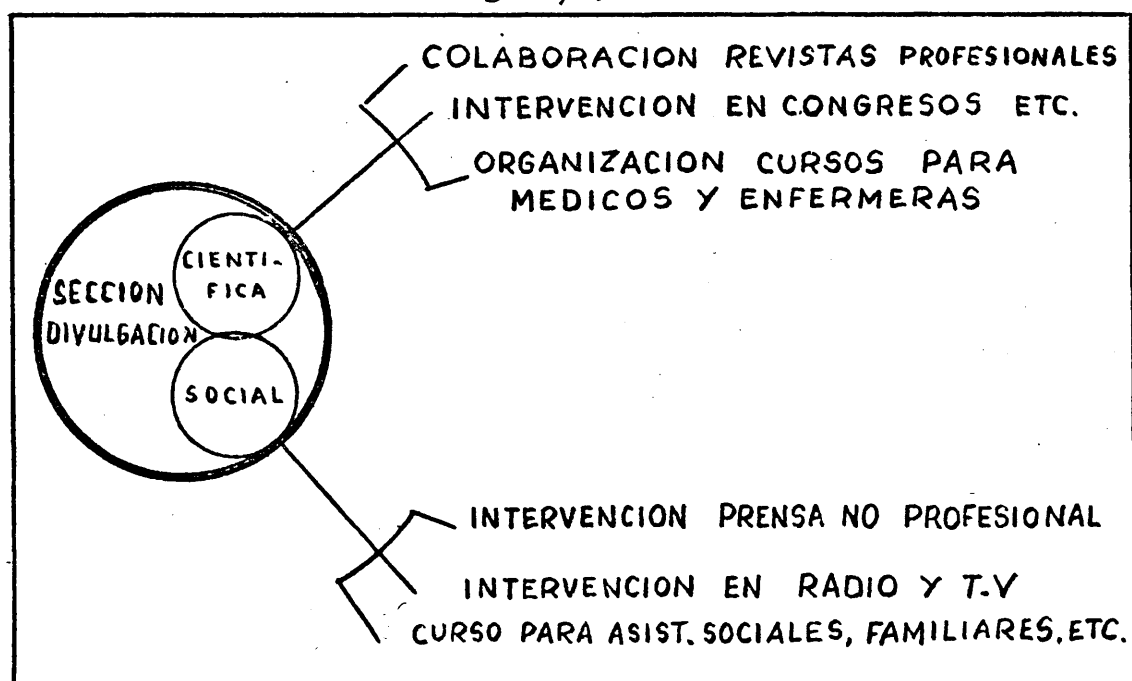 COLABORACION REVISTAS PROFESIONALES
INTERVENCION EN CONGRESOS ETC.
ORGANIZACION CURSOS PARA
MEDICOS Y ENFERMERAS
SECCION
DIVULGACION
CIENTI-
FICA
SOCIAL
INTERVENCION PRENSA NO PROFESIONAL
INTERVENCION EN RADIO Y T.V
CURSO PARA ASIST. SOCIALES, FAMILIARES, ETC.